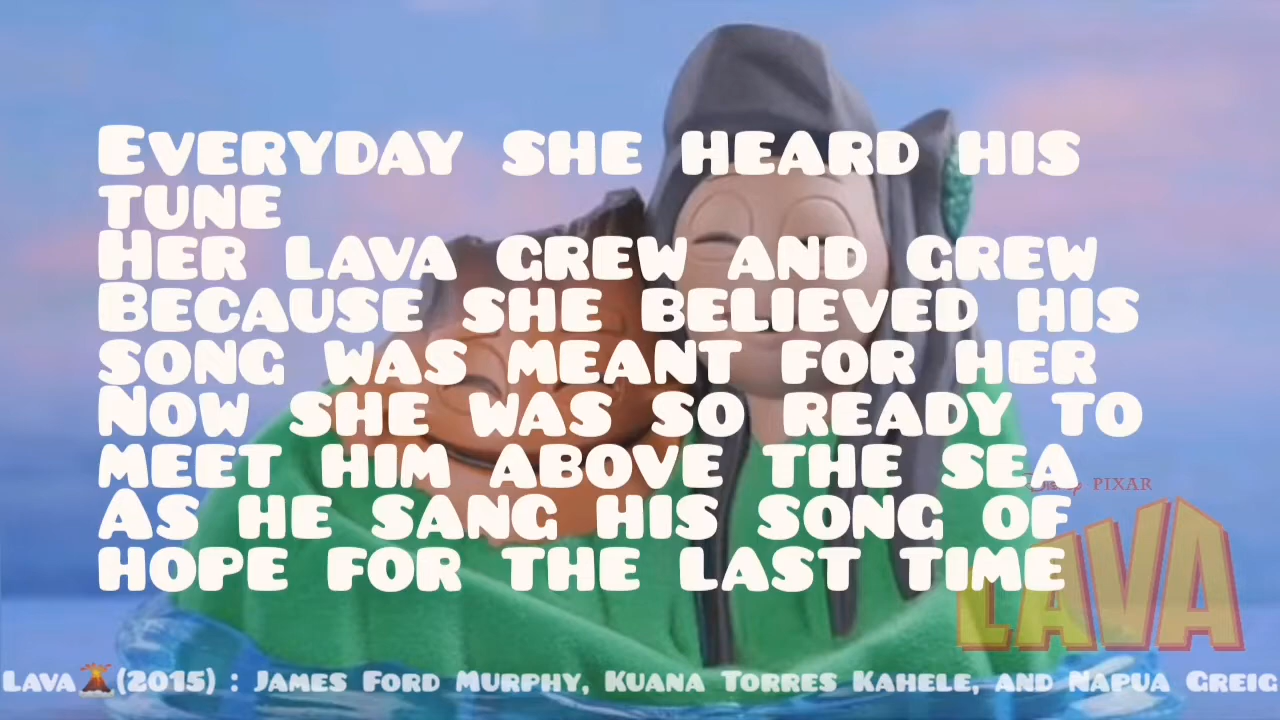 Everyday she heard his
tune
Her lava grew and grew
Because she believed his
song was meant for her
Now she was so ready to
meet him above the sea
As he sang his song of
hope for the last time
Disney PIXAR
LAVA
Lava🌋(2015) : James Ford Murphy, Kuana Torres Kahele, and Napua Greig